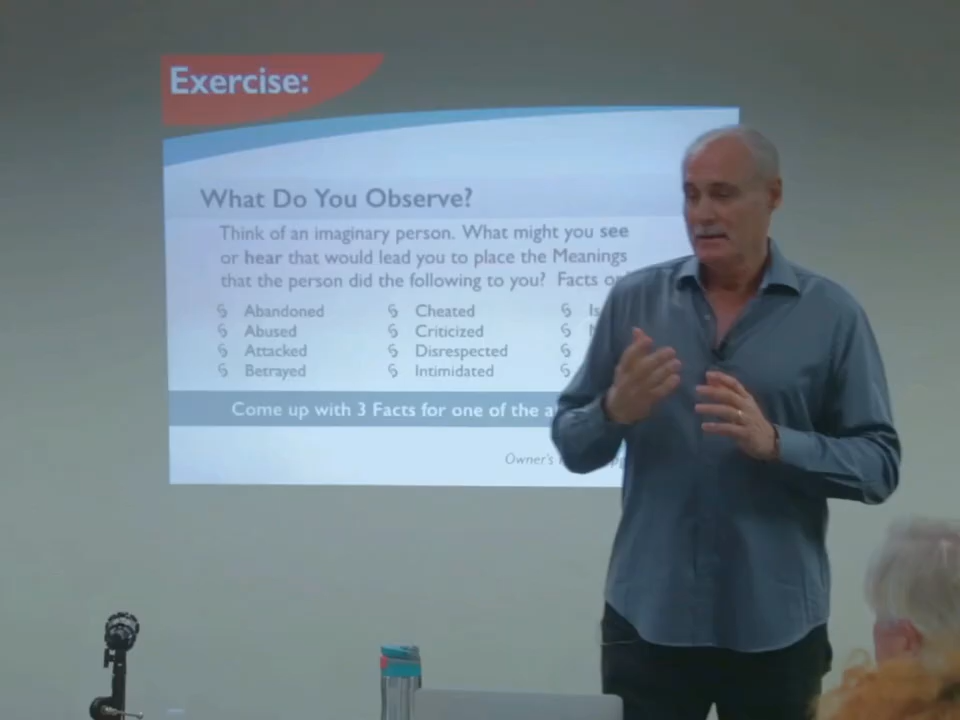 Exercise:
What Do You Observe?
Think of an imaginary person. What might you see
or hear that would lead you to place the Meanings
that the person did the following to you? Facts
Abandoned Cheated
Abused Criticized
Attacked Disrespected
Betrayed Intimidated
Come up with 3 Facts for one of the
Owner's